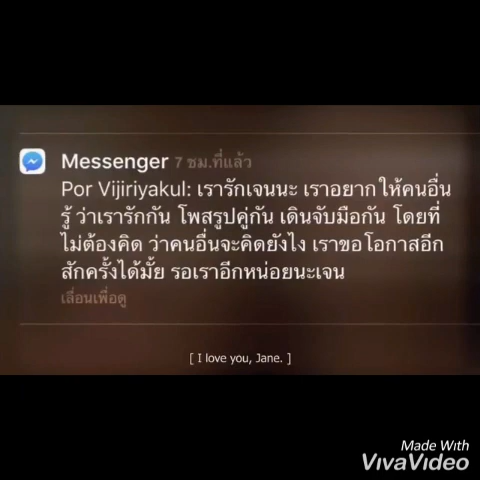 Messenger 7 ชม.ที่แล้ว
Por Vijiriyakul: เรารักเจนนะ เราอยากให้คนอื่น
รู้ ว่าเรารักกัน โพสรูปคู่กัน เดินจับมือกัน โดยที่
ไม่ต้องคิด ว่าคนอื่นจะคิดยังไง เราขอโอกาสอีก
สักครั้งได้มั้ย รอเราอีกหน่อยนะเจน
เลื่อนเพื่อดู
[ I love you, Jane. ]
Made With
VivaVideo